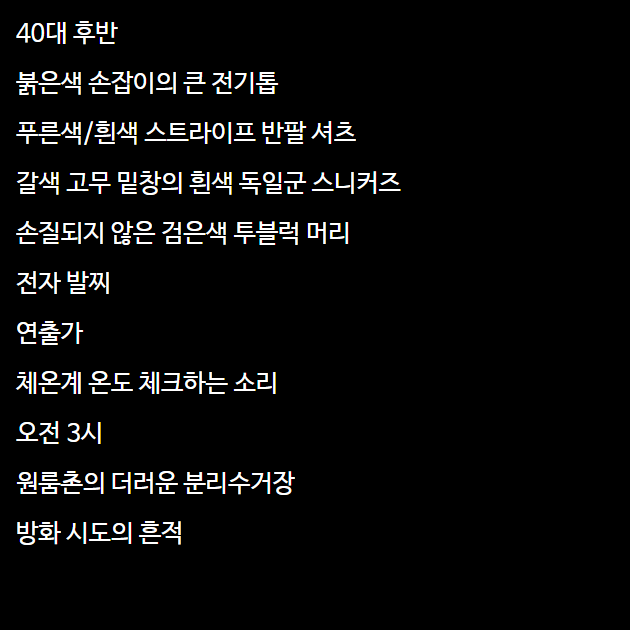 40대 후반
붉은색 손잡이의 큰 전기톱
푸른색/흰색 스트라이프 반팔 셔츠
갈색 고무 밑창의 흰색 독일군 스니커즈
손질되지 않은 검은색 투블럭 머리
전자 발찌
연출가
체온계 온도 체크하는 소리
오전 3시
원룸촌의 더러운 분리수거장
방화 시도의 흔적